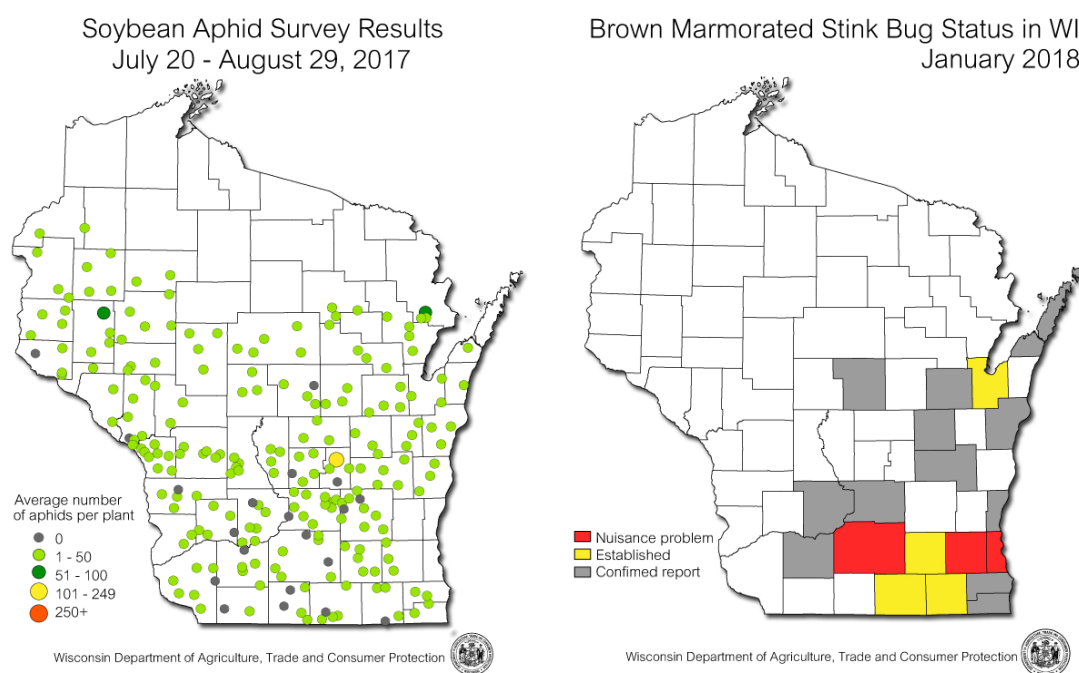 Soybean Aphid Survey Results
July 20 - August 29, 2017
Average number
of aphids per plant
0
1 - 50
51 - 100
101 - 249
250+
Wisconsin Department of Agriculture, Trade and Consumer Protection
Brown Marmorated Stink Bug Status in WI
January 2018
Nuisance problem
Established
Confimed report
Wisconsin Department of Agriculture, Trade and Consumer Protection